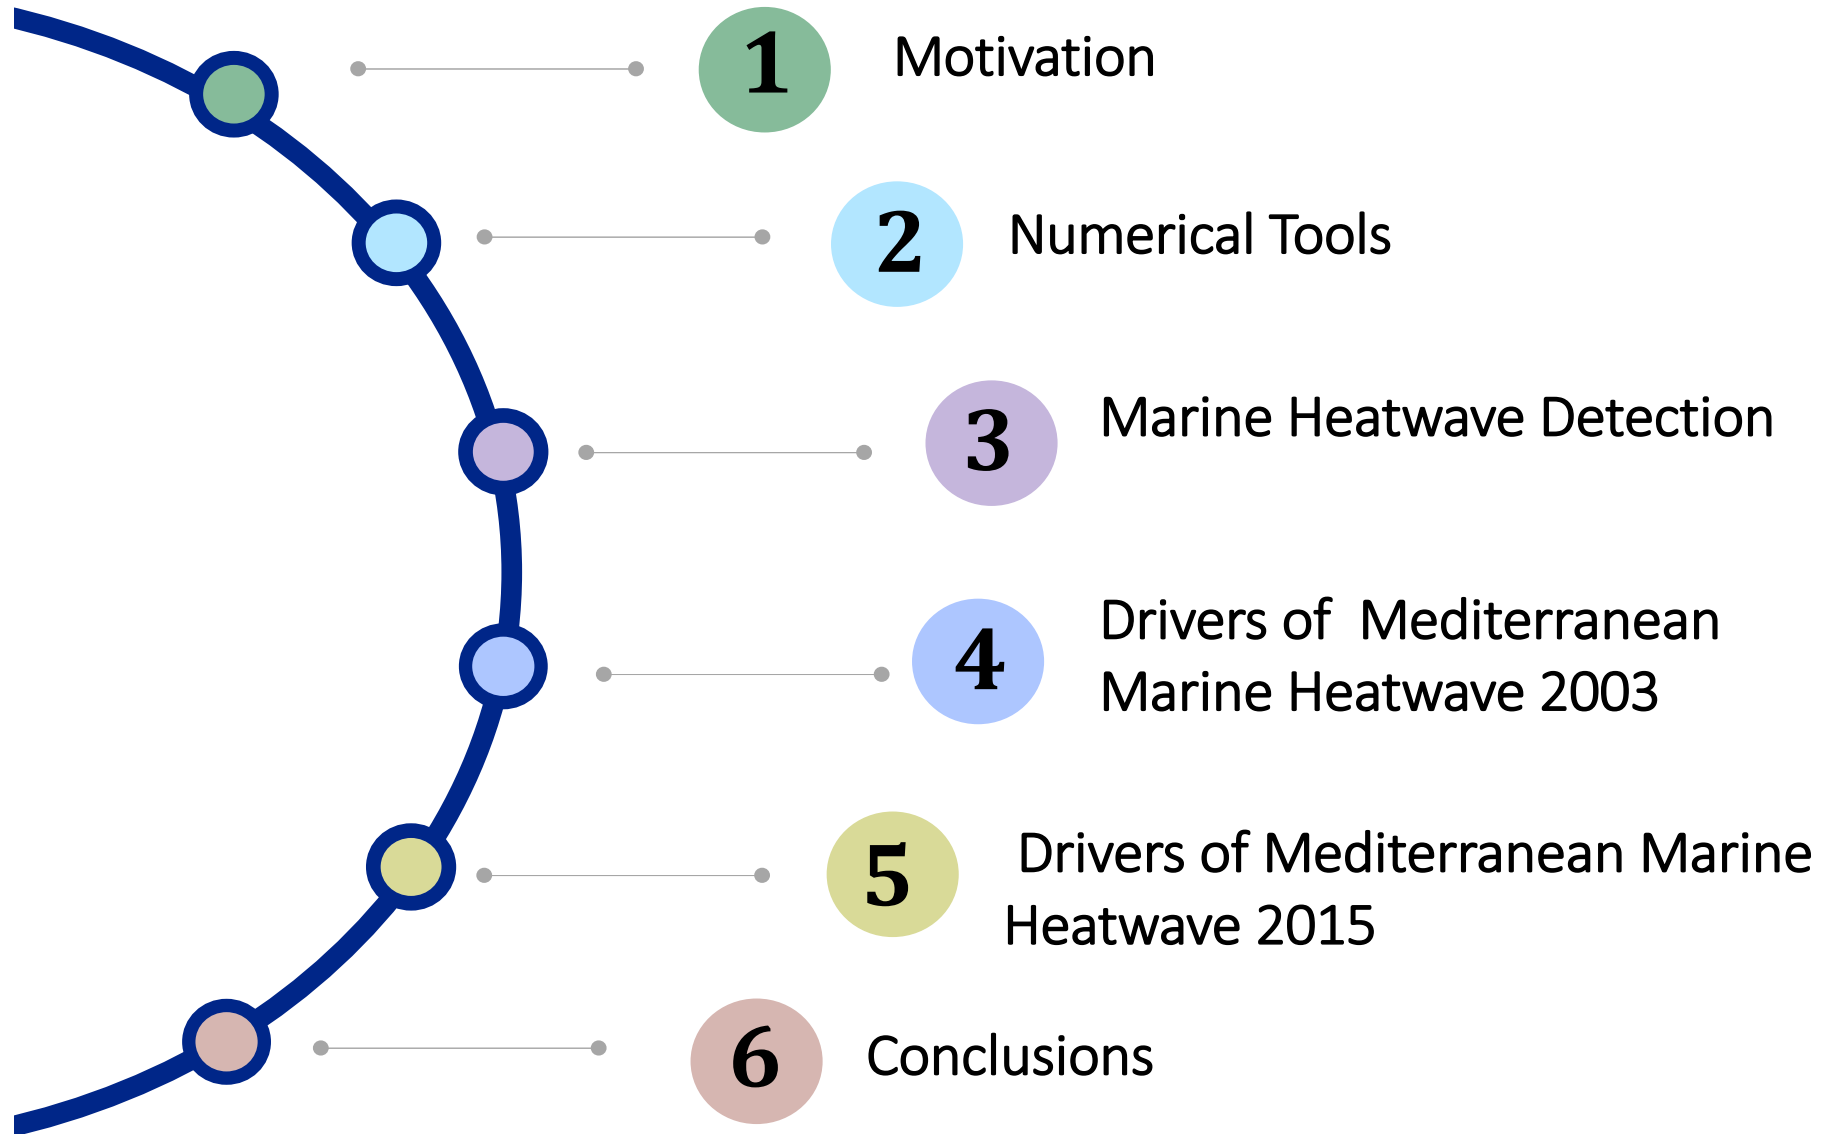 1 Motivation
2 Numerical Tools
3 Marine Heatwave Detection
4 Drivers of  Mediterranean
Marine Heatwave 2003
5 Drivers of Mediterranean Marine
Heatwave 2015
6 Conclusions